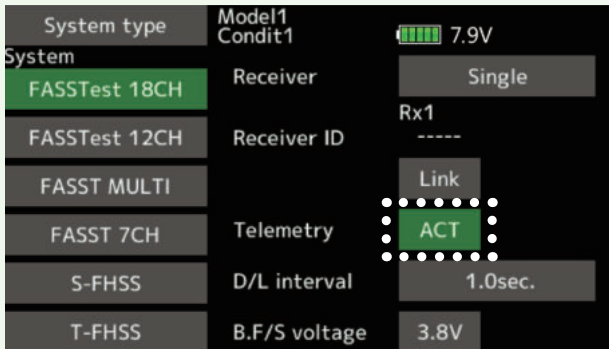 System type
Model1
Condit1
7.9V
System
FASSTest 18CH
Receiver
Single
Rx1
FASSTest 12CH
Receiver ID
-----
FASST MULTI
Link
FASST 7CH
Telemetry
ACT
S-FHSS
D/L interval
1.0sec.
T-FHSS
B.F/S voltage
3.8V